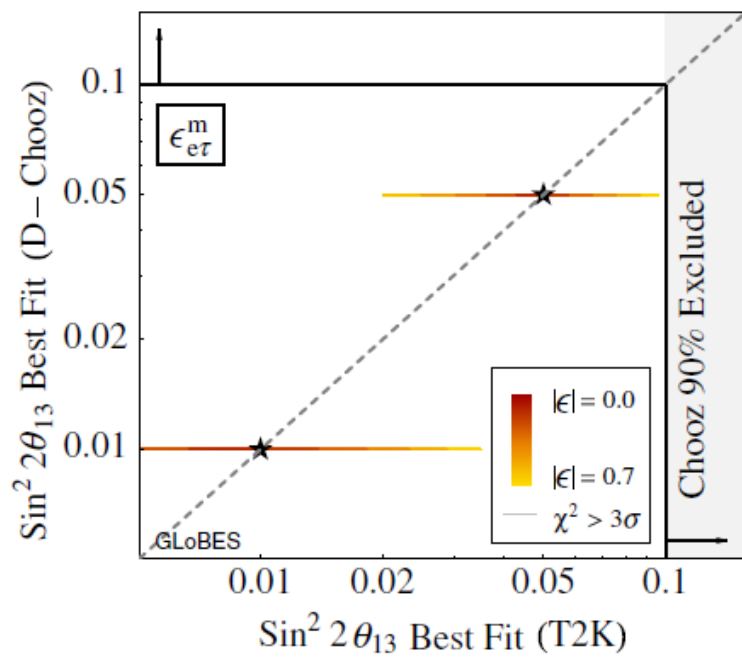 Sin² 2θ₁₃ Best Fit (D−Chooz)
0.1
0.05
0.02
0.01
ϵᵐₑτ
Chooz 90% Excluded
|ϵ| = 0.0
|ϵ| = 0.7
χ² > 3σ
GLoBES
0.01
0.02
0.05
0.1
Sin² 2θ₁₃ Best Fit (T2K)